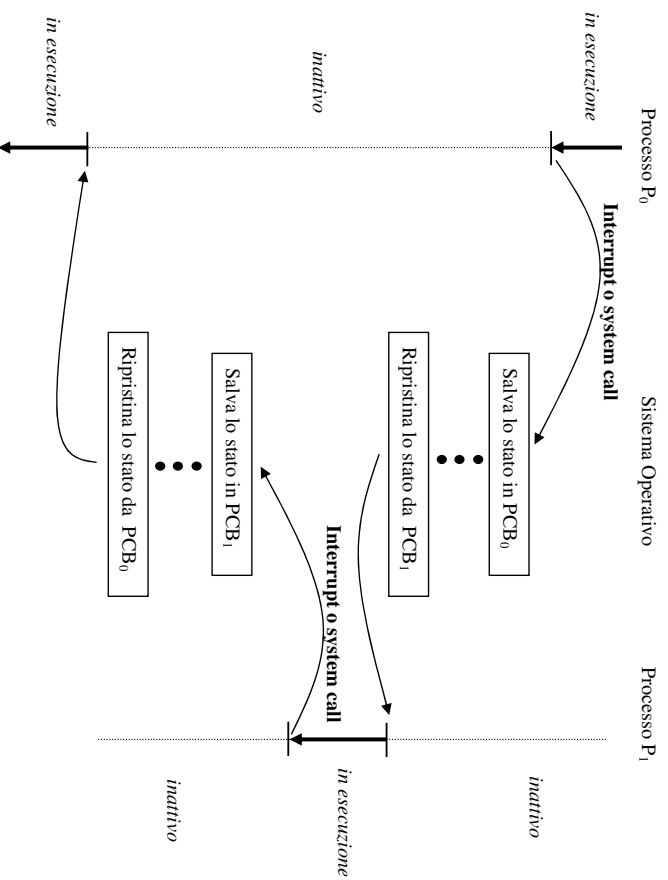 Processo P₀
Sistema Operativo
Processo P₁
in esecuzione
Interrupt o system call
inattivo
Salva lo stato in PCB₀
inattivo
Ripristina lo stato da PCB₁
Interrupt o system call
in esecuzione
Salva lo stato in PCB₁
inattivo
Ripristina lo stato da PCB₀
in esecuzione